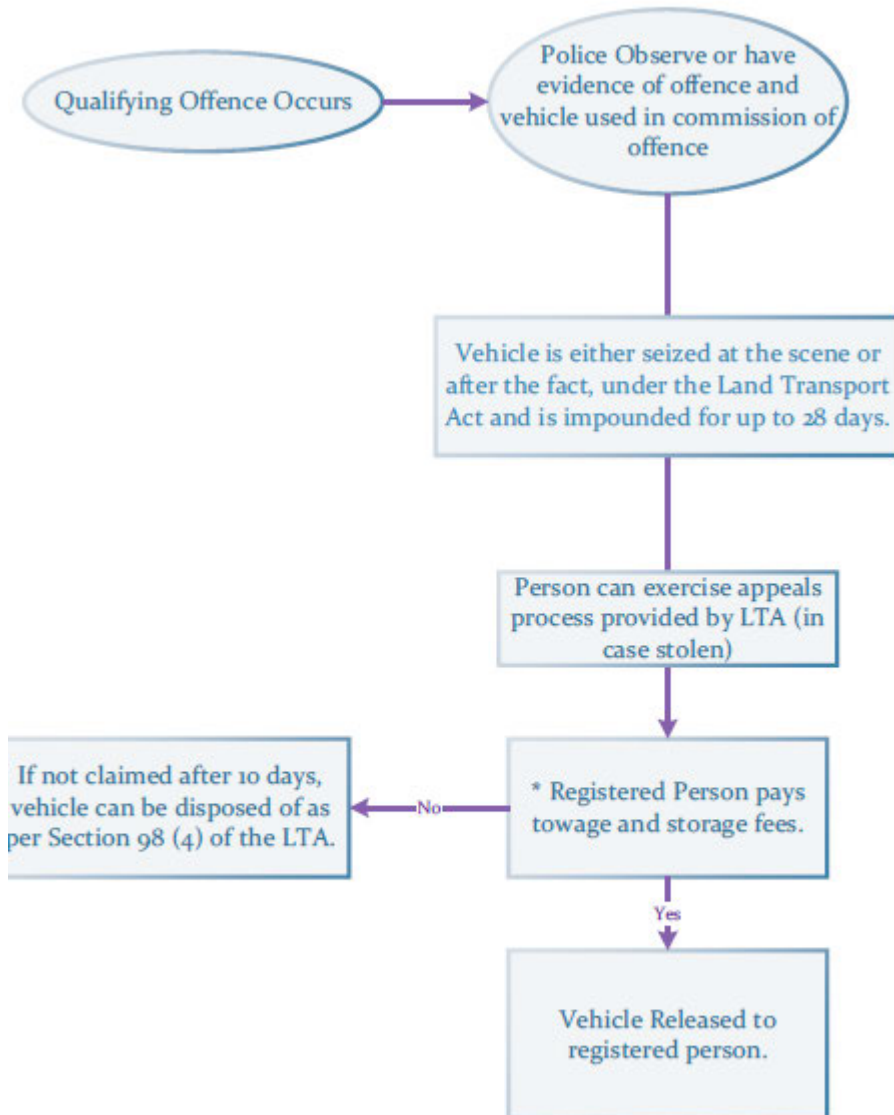 Qualifying Offence Occurs
Police Observe or have
evidence of offence and
vehicle used in commission of
offence
Vehicle is either seized at the scene or
after the fact, under the Land Transport
Act and is impounded for up to 28 days.
Person can exercise appeals
process provided by LTA (in
case stolen)
* Registered Person pays
towage and storage fees.
No
If not claimed after 10 days,
vehicle can be disposed of as
per Section 98 (4) of the LTA.
Yes
Vehicle Released to
registered person.